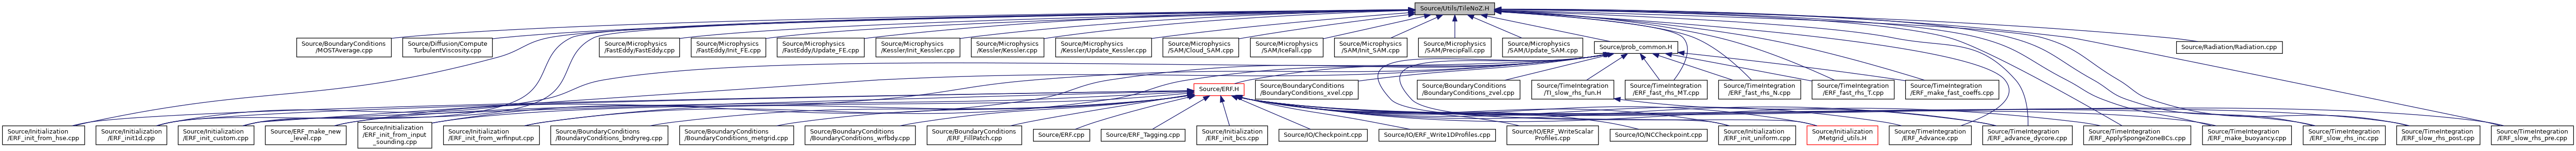 Source/Utils/TileNoZ.H
Source/BoundaryConditions
/MOSTAverage.cpp
Source/Diffusion/Compute
TurbulentViscosity.cpp
Source/Microphysics
/FastEddy/FastEddy.cpp
Source/Microphysics
/FastEddy/Init_FE.cpp
Source/Microphysics
/FastEddy/Update_FE.cpp
Source/Microphysics
/Kessler/Init_Kessler.cpp
Source/Microphysics
/Kessler/Kessler.cpp
Source/Microphysics
/Kessler/Update_Kessler.cpp
Source/Microphysics
/SAM/Cloud_SAM.cpp
Source/Microphysics
/SAM/IceFall.cpp
Source/Microphysics
/SAM/Init_SAM.cpp
Source/Microphysics
/SAM/PrecipFall.cpp
Source/Microphysics
/SAM/Update_SAM.cpp
Source/prob_common.H
Source/Radiation/Radiation.cpp
Source/ERF.H
Source/BoundaryConditions
/BoundaryConditions_xvel.cpp
Source/BoundaryConditions
/BoundaryConditions_zvel.cpp
Source/TimeIntegration
/TI_slow_rhs_fun.H
Source/TimeIntegration
/ERF_fast_rhs_MT.cpp
Source/TimeIntegration
/ERF_fast_rhs_N.cpp
Source/TimeIntegration
/ERF_fast_rhs_T.cpp
Source/TimeIntegration
/ERF_make_fast_coeffs.cpp
Source/Initialization
/ERF_init_from_hse.cpp
Source/Initialization
/ERF_init1d.cpp
Source/Initialization
/ERF_init_custom.cpp
Source/ERF_make_new
_level.cpp
Source/Initialization
/ERF_init_from_input
_sounding.cpp
Source/Initialization
/ERF_init_from_wrfinput.cpp
Source/BoundaryConditions
/BoundaryConditions_bndryreg.cpp
Source/BoundaryConditions
/BoundaryConditions_metgrid.cpp
Source/BoundaryConditions
/BoundaryConditions_wrfbdy.cpp
Source/BoundaryConditions
/ERF_FillPatch.cpp
Source/ERF.cpp
Source/ERF_Tagging.cpp
Source/Initialization
/ERF_init_bcs.cpp
Source/IO/Checkpoint.cpp
Source/IO/ERF_Write1DProfiles.cpp
Source/IO/ERF_WriteScalar
Profiles.cpp
Source/IO/NCCheckpoint.cpp
Source/Initialization
/ERF_init_uniform.cpp
Source/Initialization
/Metgrid_utils.H
Source/TimeIntegration
/ERF_Advance.cpp
Source/TimeIntegration
/ERF_advance_dycore.cpp
Source/TimeIntegration
/ERF_ApplySpongeZoneBCs.cpp
Source/TimeIntegration
/ERF_make_buoyancy.cpp
Source/TimeIntegration
/ERF_slow_rhs_inc.cpp
Source/TimeIntegration
/ERF_slow_rhs_post.cpp
Source/TimeIntegration
/ERF_slow_rhs_pre.cpp